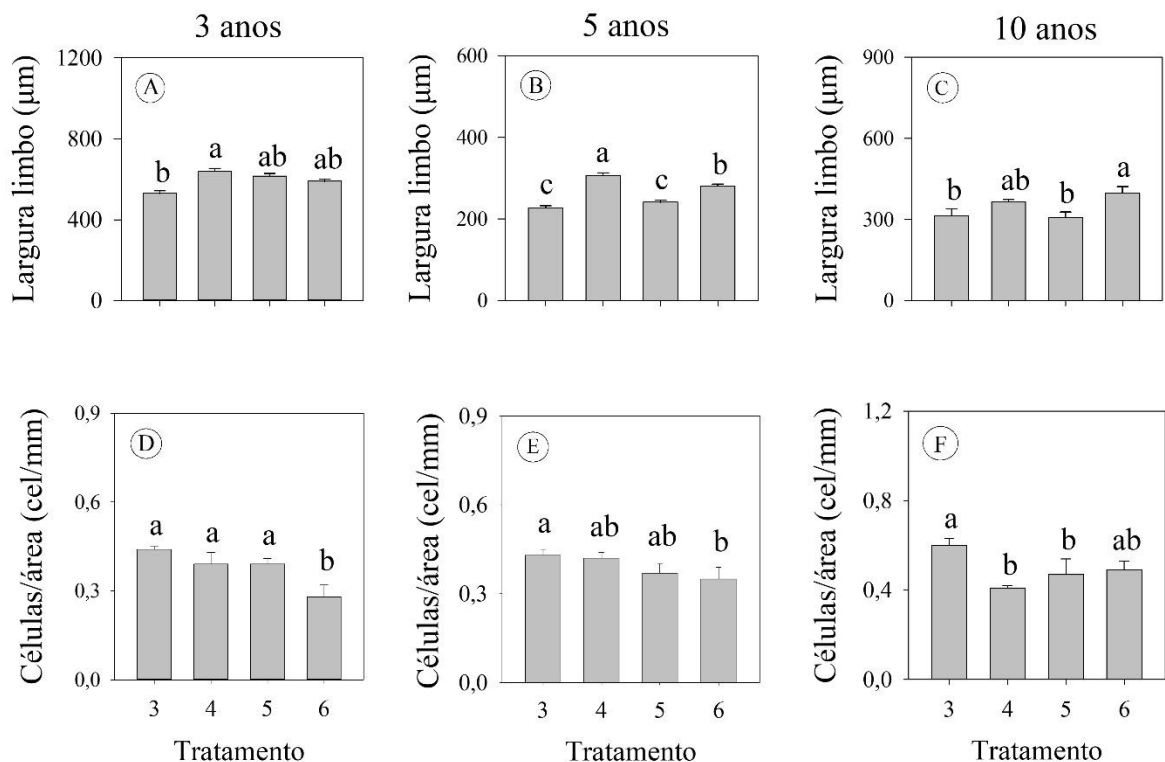 3 anos
5 anos
10 anos
Largura limbo (µm)
1200
800
400
0
A
b
a
ab
ab
Largura limbo (µm)
600
400
200
0
B
c
a
c
b
Largura limbo (µm)
900
600
300
0
C
b
ab
b
a
Células/área (cel/mm)
0,9
0,6
0,3
0,0
D
a
a
a
b
3
4
5
6
Tratamento
Células/área (cel/mm)
0,9
0,6
0,3
0,0
E
a
ab
ab
b
3
4
5
6
Tratamento
Células/área (cel/mm)
1,2
0,8
0,4
0,0
F
a
b
b
ab
3
4
5
6
Tratamento